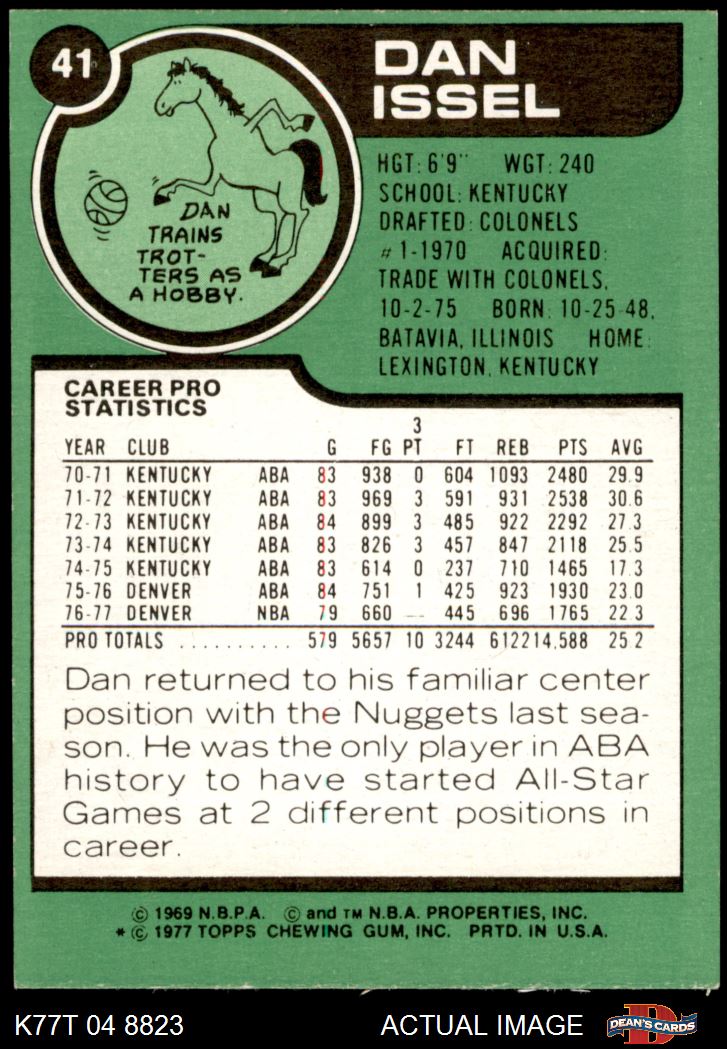 41
DAN
ISSEL
DAN
TRAINS
TROT-
TERS AS
A HOBBY.
HGT: 6'9" WGT: 240
SCHOOL: KENTUCKY
DRAFTED: COLONELS
#1-1970 ACQUIRED:
TRADE WITH COLONELS,
10-2-75 BORN: 10-25-48,
BATAVIA, ILLINOIS HOME:
LEXINGTON, KENTUCKY
CAREER PRO
STATISTICS
3
YEAR CLUB G FG PT FT REB PTS AVG
70-71 KENTUCKY ABA 83 938 0 604 1093 2480 29.9
71-72 KENTUCKY ABA 83 969 3 591 931 2538 30.6
72-73 KENTUCKY ABA 84 899 3 485 922 2292 27.3
73-74 KENTUCKY ABA 83 826 3 457 847 2118 25.5
74-75 KENTUCKY ABA 83 614 0 237 710 1465 17.3
75-76 DENVER ABA 84 751 1 425 923 1930 23.0
76-77 DENVER NBA 79 660 — 445 696 1765 22.3
PRO TOTALS .......... 579 5657 10 3244 6122 14,588 25.2
Dan returned to his familiar center
position with the Nuggets last sea-
son. He was the only player in ABA
history to have started All-Star
Games at 2 different positions in
career.
© 1969 N.B.P.A. © and TM N.B.A. PROPERTIES, INC.
* © 1977 TOPPS CHEWING GUM, INC. PRTD. IN U.S.A.
K77T 04 8823 ACTUAL IMAGE D DEAN'S CARDS